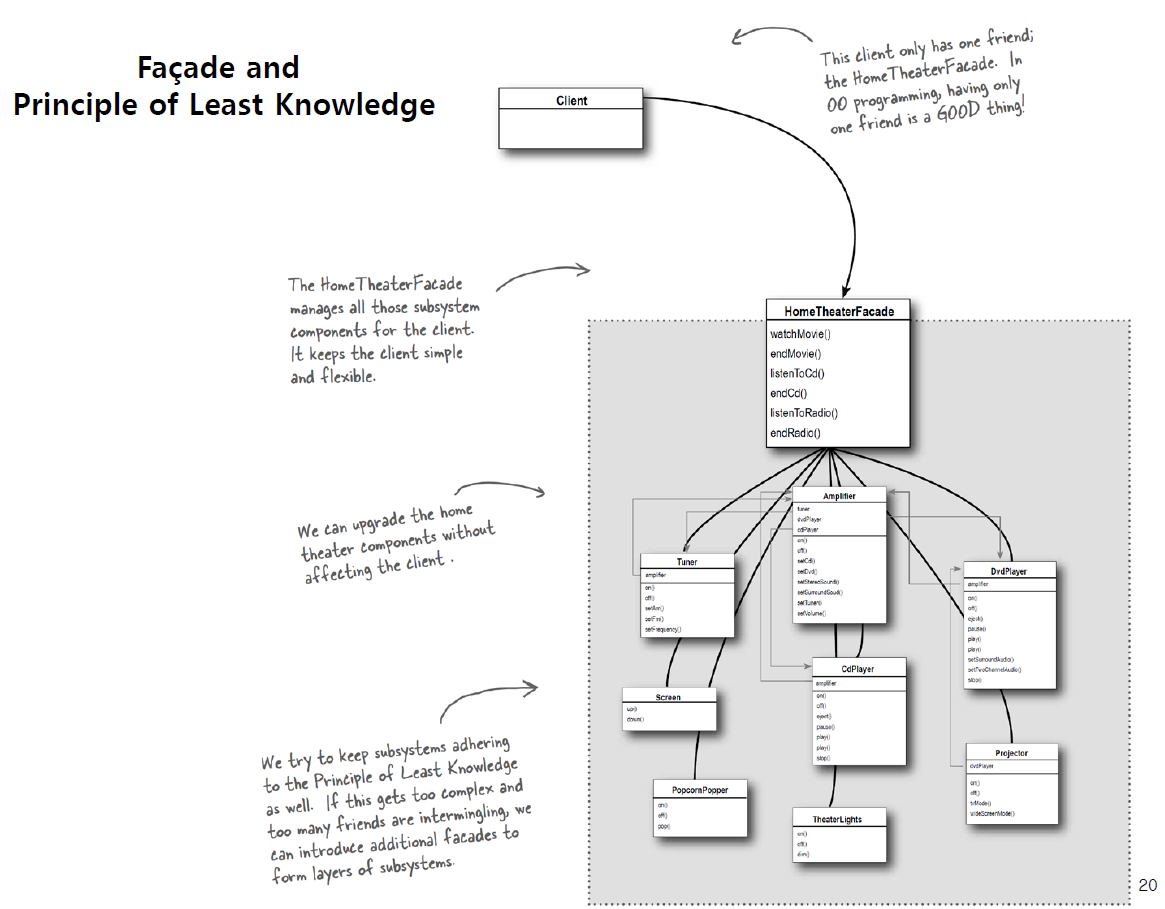 Façade and
Principle of Least Knowledge
This client only has one friend;
the HomeTheaterFacade. In
OO programming, having only
one friend is a GOOD thing!
Client
The HomeTheaterFacade
manages all those subsystem
components for the client.
It keeps the client simple
and flexible.
HomeTheaterFacade
watchMovie()
endMovie()
listenToCd()
endCd()
listenToRadio()
endRadio()
We can upgrade the home
theater components without
affecting the client .
Amplifier
tuner
dvdPlayer
cdPlayer
on()
off()
setCd()
setDvd()
setStereoSound()
setSurroundSoud()
setTuner()
setVolume()
Tuner
amplifier
on()
off()
setAm()
setFm()
setFrequency()
DvdPlayer
amplifier
on()
off()
eject()
pause()
play()
play()
setSurroundAudio()
setTwoChannelAudio()
stop()
Screen
up()
down()
CdPlayer
amplifier
on()
off()
eject()
pause()
play()
play()
stop()
We try to keep subsystems adhering
to the Principle of Least Knowledge
as well. If this gets too complex and
too many friends are intermingling, we
can introduce additional facades to
form layers of subsystems.
PopcornPopper
on()
off()
pop()
TheaterLights
on()
off()
dim()
Projector
dvdPlayer
on()
off()
tvMode()
wideScreenMode()
20